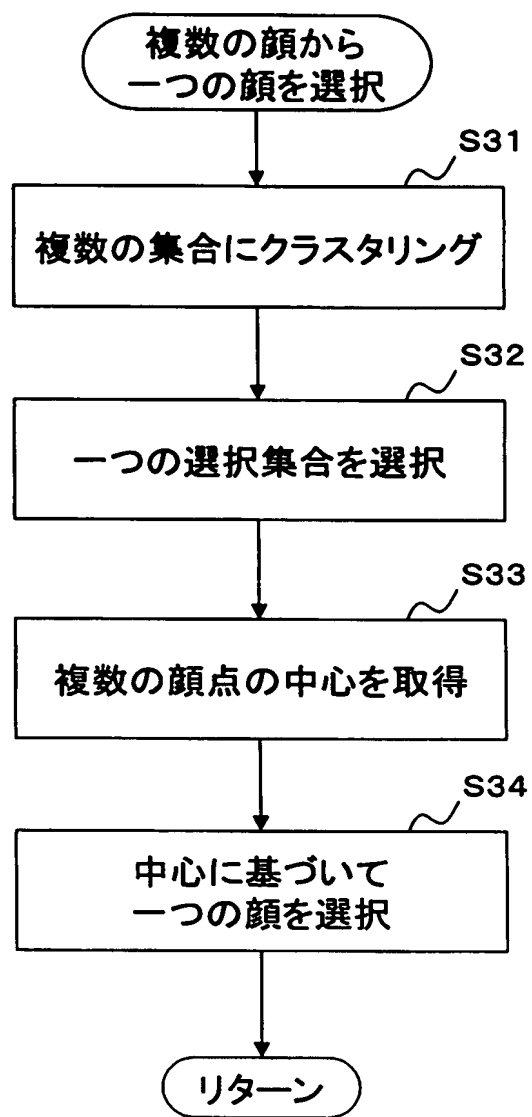 複数の顔から
一つの顔を選択
S31
複数の集合にクラスタリング
S32
一つの選択集合を選択
S33
複数の顔点の中心を取得
S34
中心に基づいて
一つの顔を選択
リターン